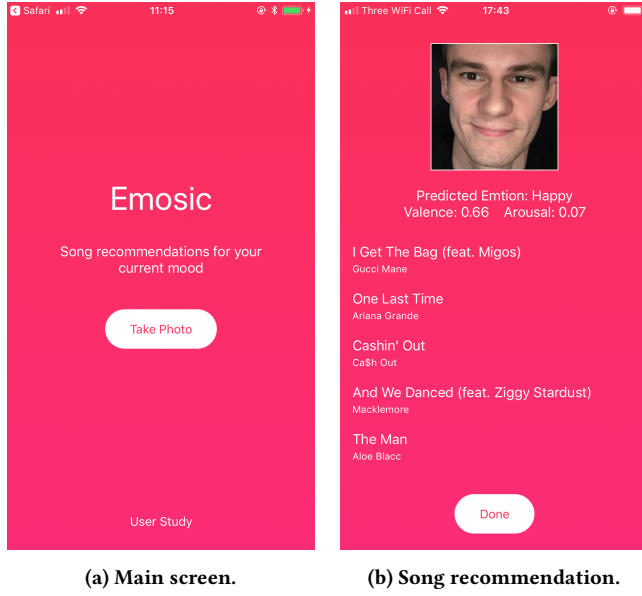 Safari 11:15
Emosic
Song recommendations for your
current mood
Take Photo
User Study
(a) Main screen.
Three WiFi Call 17:43
Predicted Emtion: Happy
Valence: 0.66 Arousal: 0.07
I Get The Bag (feat. Migos)
Gucci Mane
One Last Time
Ariana Grande
Cashin' Out
Ca$h Out
And We Danced (feat. Ziggy Stardust)
Macklemore
The Man
Aloe Blacc
Done
(b) Song recommendation.